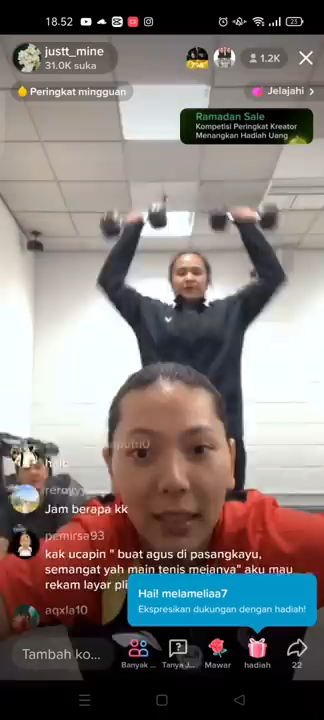 18.52
23
justt_mine
31.0K suka
1.2K
Peringkat mingguan
Jelajahi >
Ramadan Sale
Kompetisi Peringkat Kreator
Menangkan Hadiah Uang
Jam berapa kk
pemirsa93
kak ucapin " buat agus di pasangkayu,
semangat yah main tenis mejanya" aku mau
rekam layar pli
aqxla10
Hai! melameliaa7
Ekspresikan dukungan dengan hadiah!
Tambah ko...
Banyak ...
Tanya J...
Mawar
hadiah
22